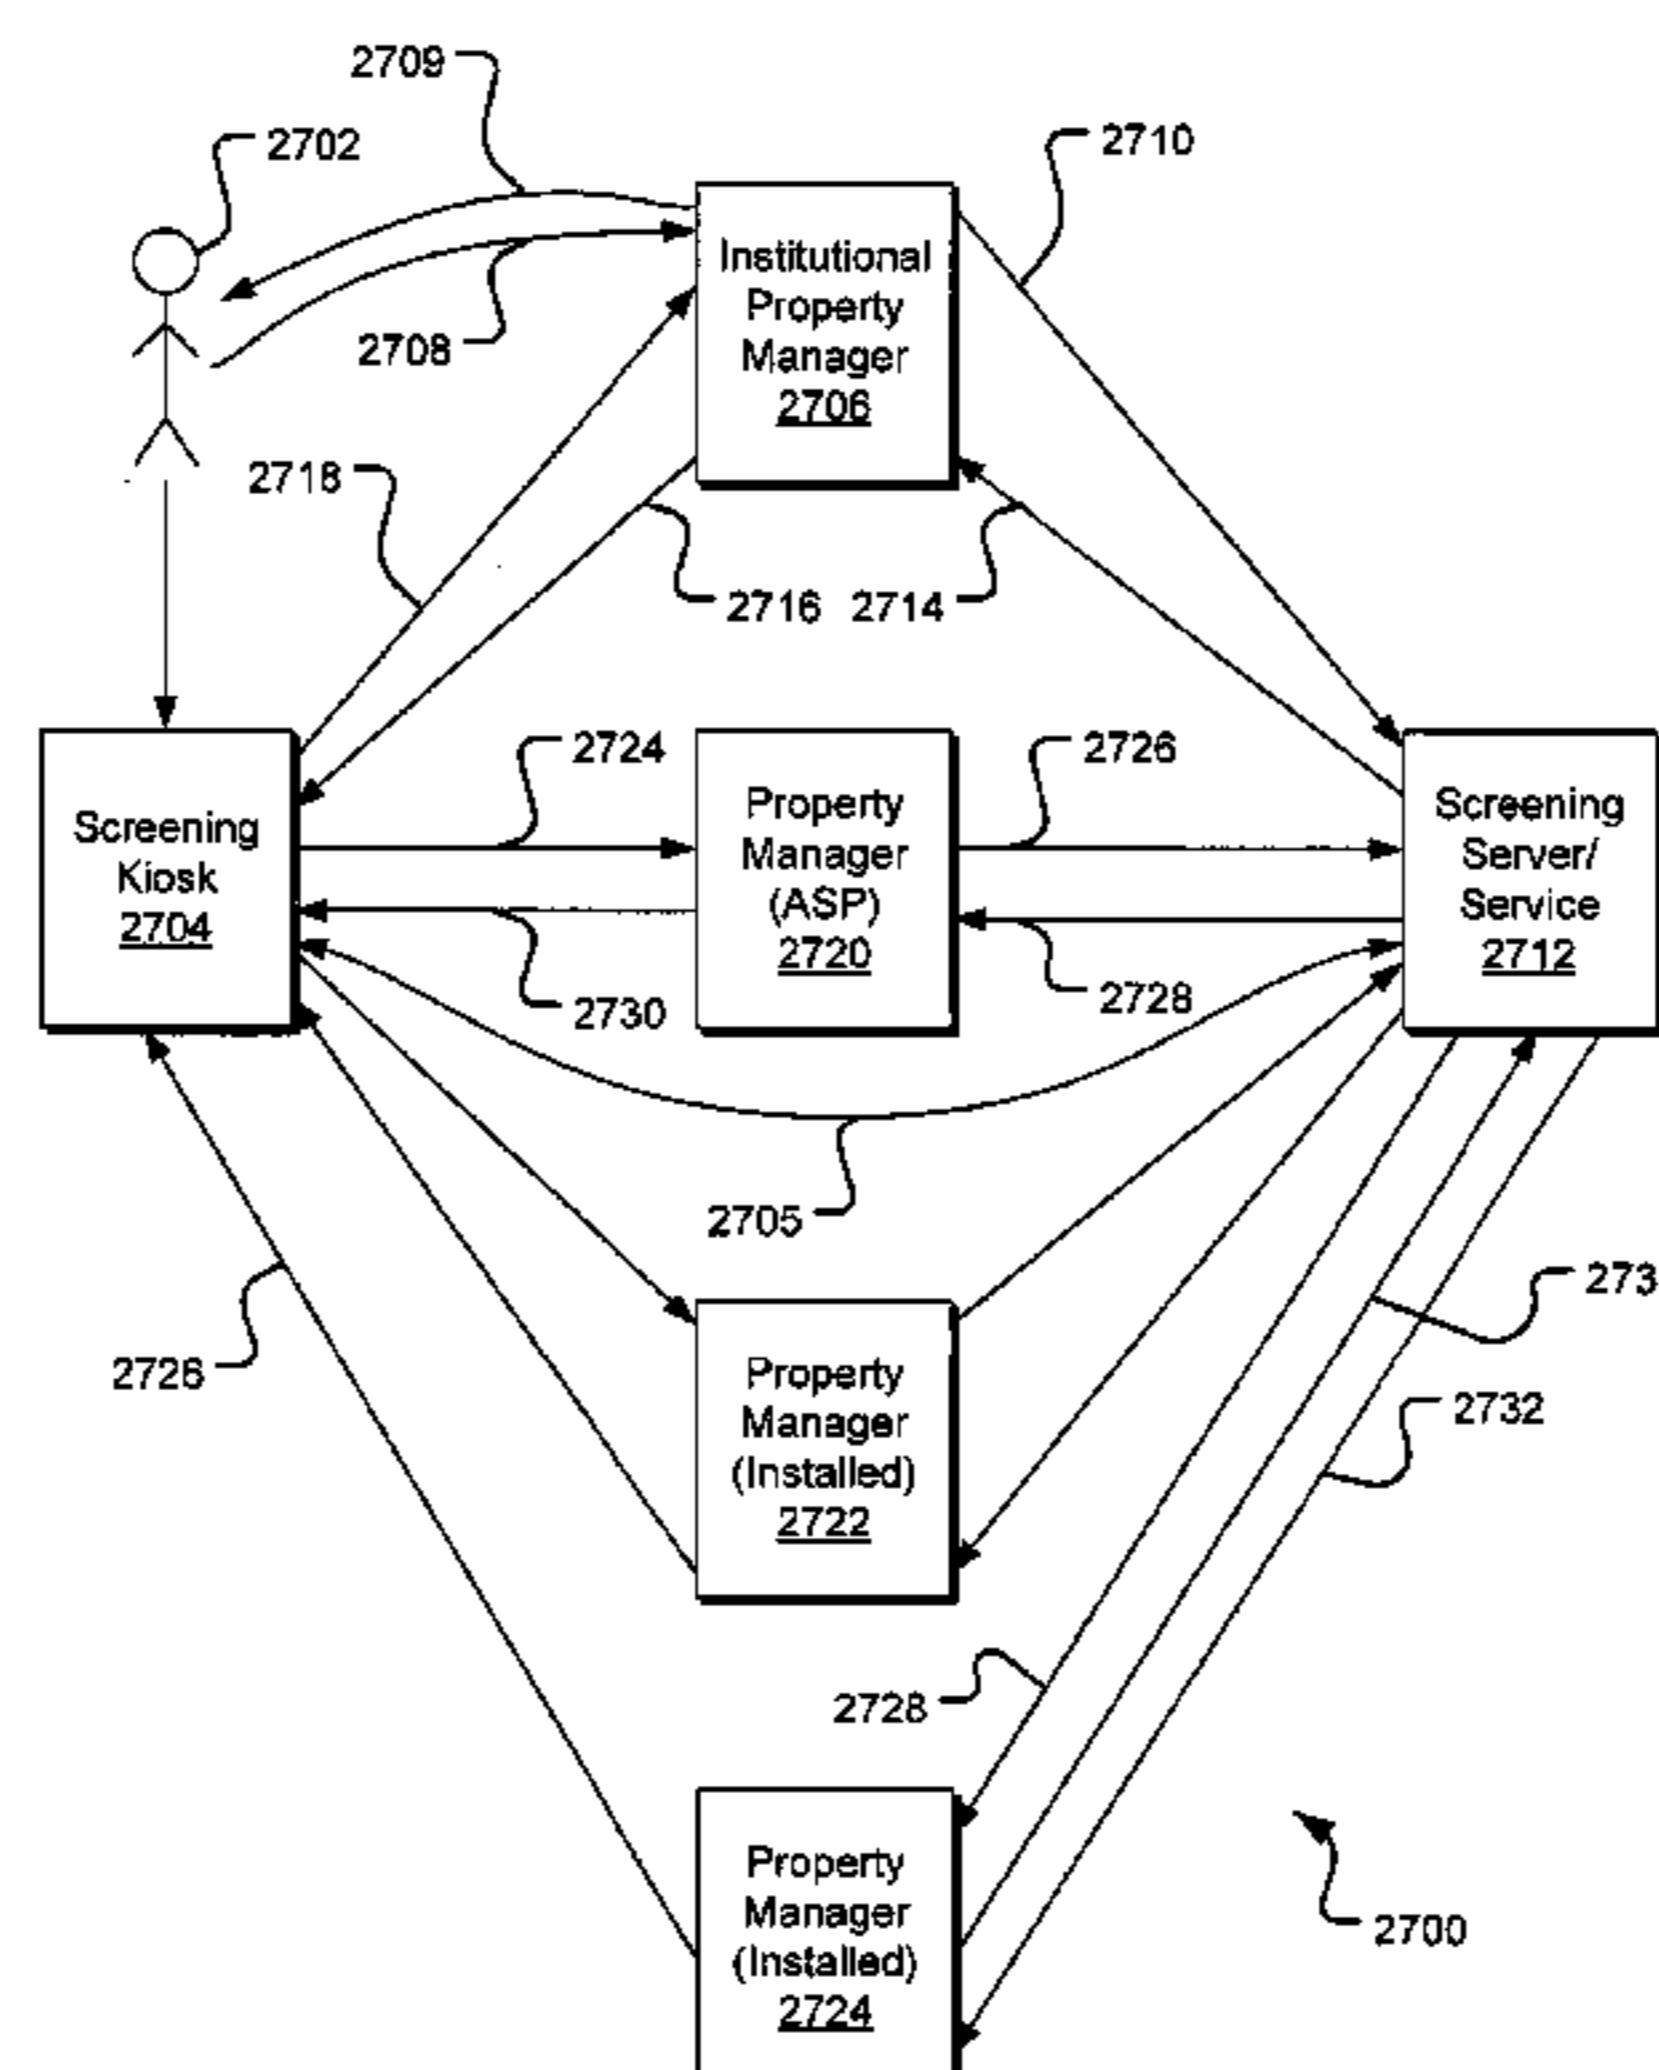 2709
2702
2710
Institutional
Property
Manager
2706
2708
2718
2716
2714
2724
2726
Screening
Kiosk
2704
Property
Manager
(ASP)
2720
Screening
Server/
Service
2712
2730
2728
2705
273
2726
Property
Manager
(Installed)
2722
2732
2728
Property
Manager
(Installed)
2724
2700